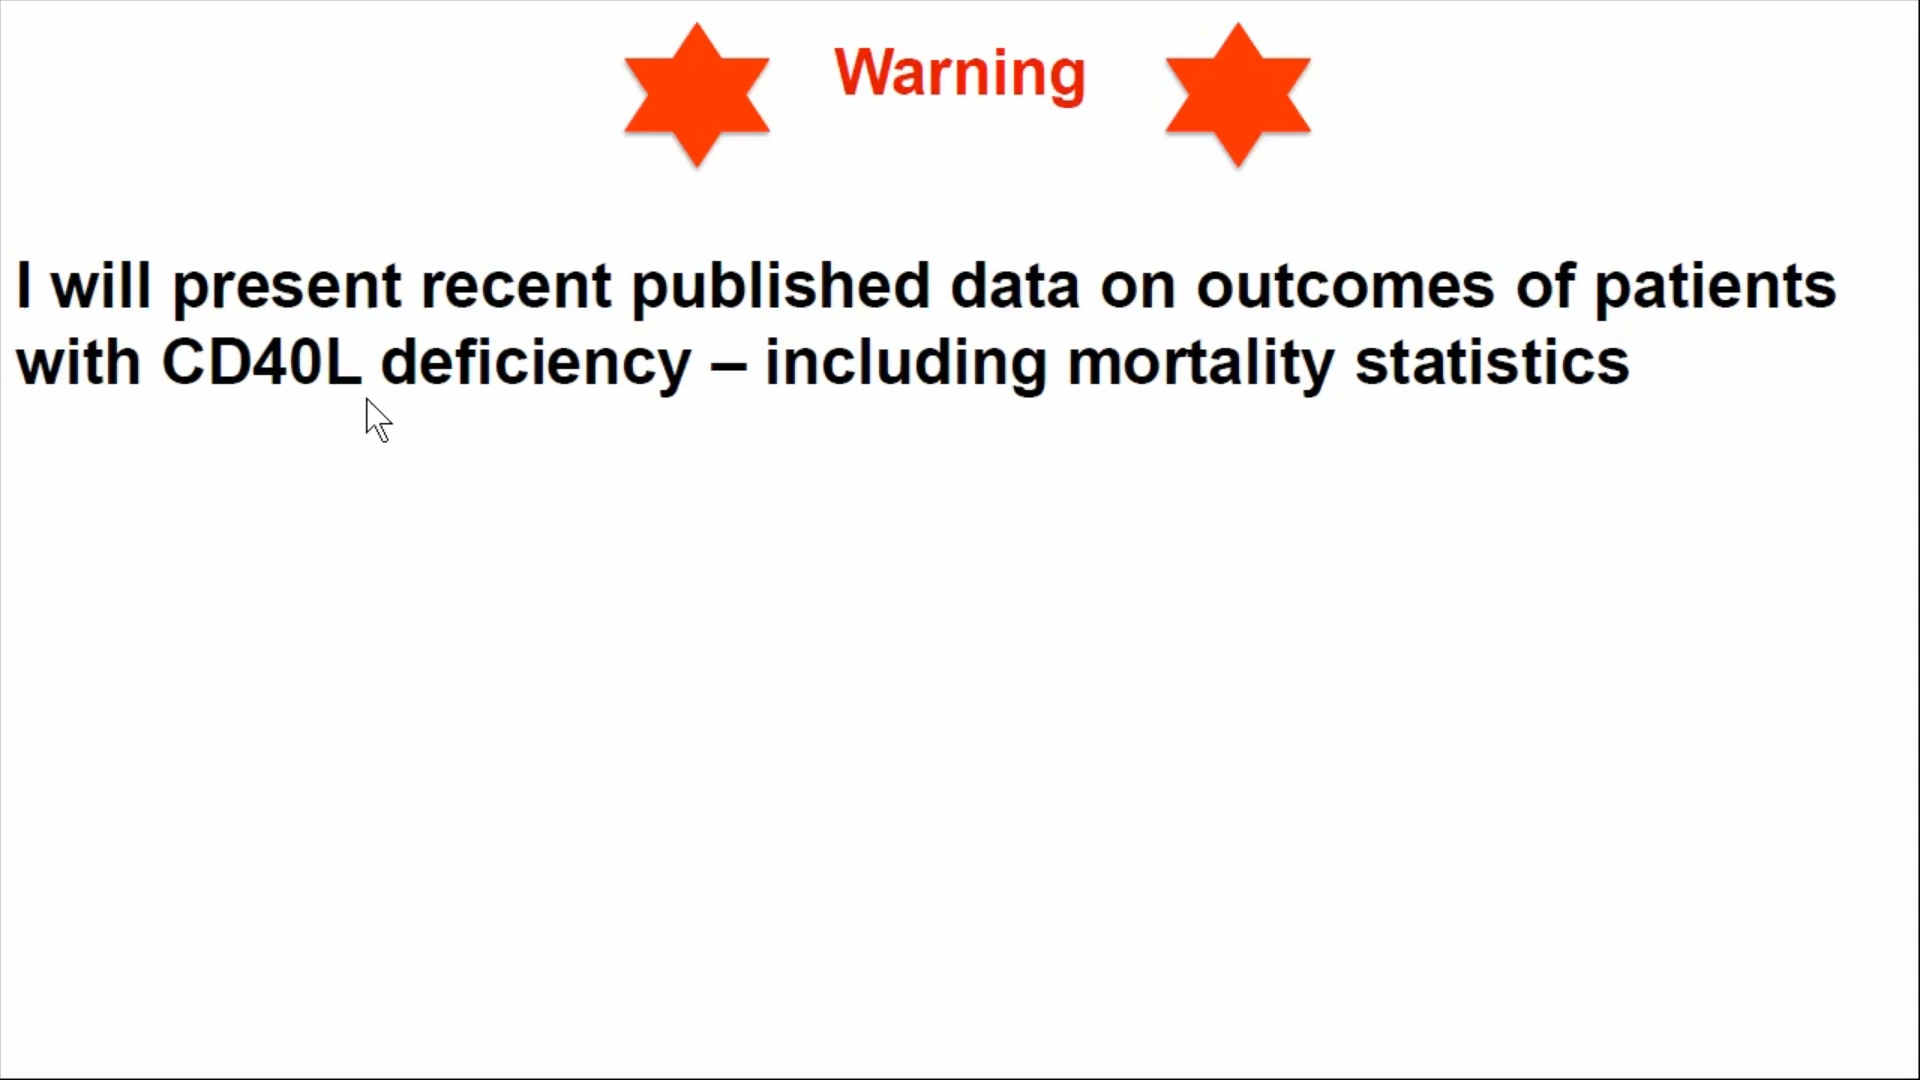 Warning
I will present recent published data on outcomes of patients
with CD40L deficiency – including mortality statistics